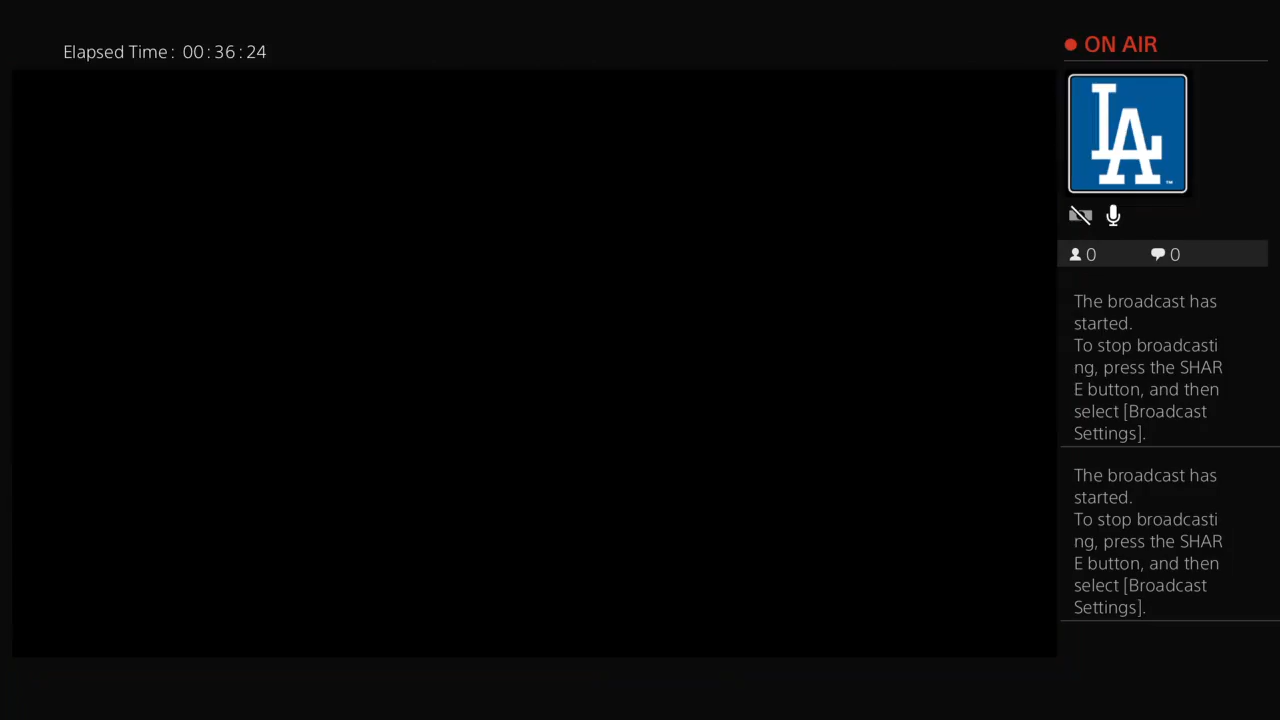 Elapsed Time: 00:36:24
ON AIR
LA
TM
0 0
The broadcast has
started.
To stop broadcasti
ng, press the SHAR
E button, and then
select [Broadcast
Settings].
The broadcast has
started.
To stop broadcasti
ng, press the SHAR
E button, and then
select [Broadcast
Settings].